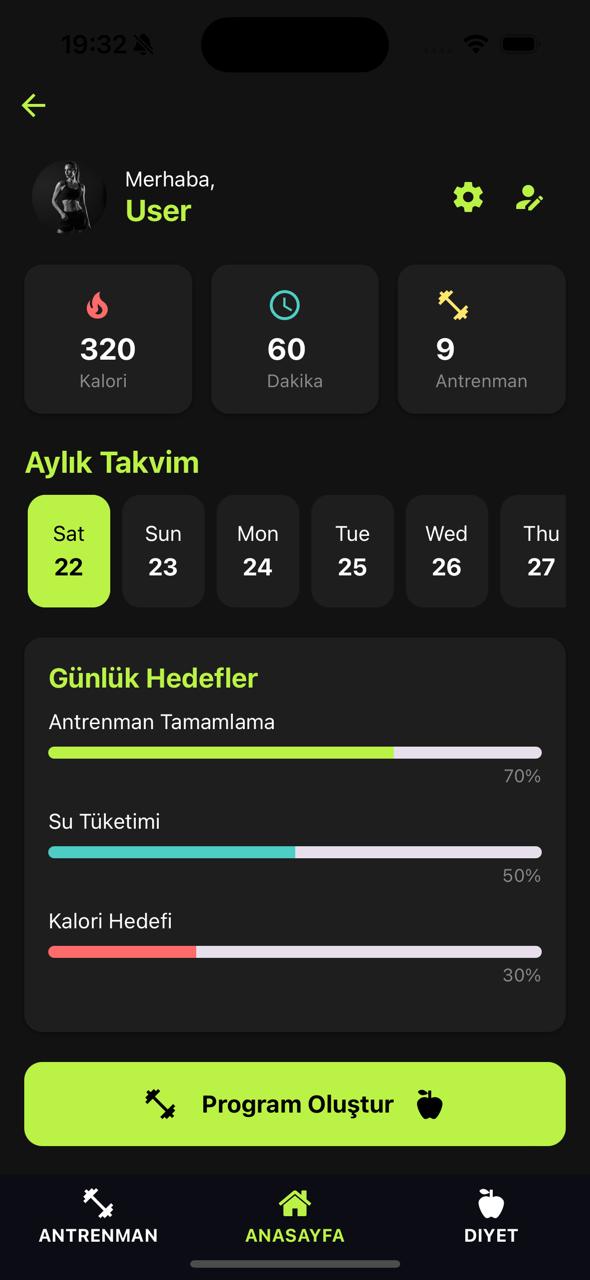 19:32
Merhaba,
User
320
Kalori
60
Dakika
9
Antrenman
Aylık Takvim
Sat
22
Sun
23
Mon
24
Tue
25
Wed
26
Thu
27
Günlük Hedefler
Antrenman Tamamlama
70%
Su Tüketimi
50%
Kalori Hedefi
30%
Program Oluştur
ANTRENMAN
ANASAYFA
DIYET